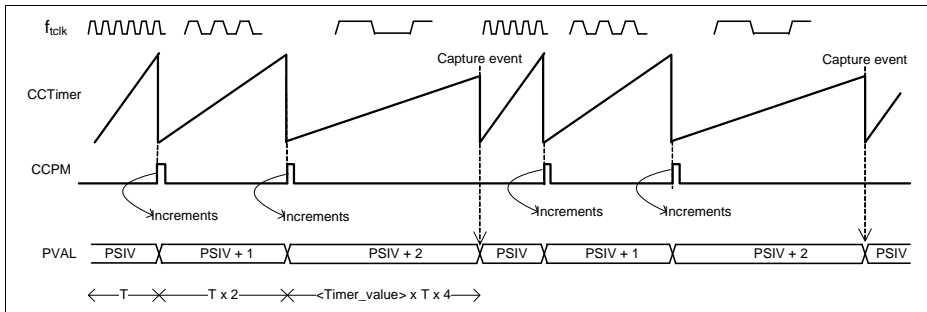 f_tclk
Capture event
Capture event
CCTimer
CCPM
Increments
Increments
Increments
Increments
PVAL
PSIV
PSIV + 1
PSIV + 2
PSIV
PSIV + 1
PSIV + 2
PSIV
T
T x 2
<Timer_value> x T x 4